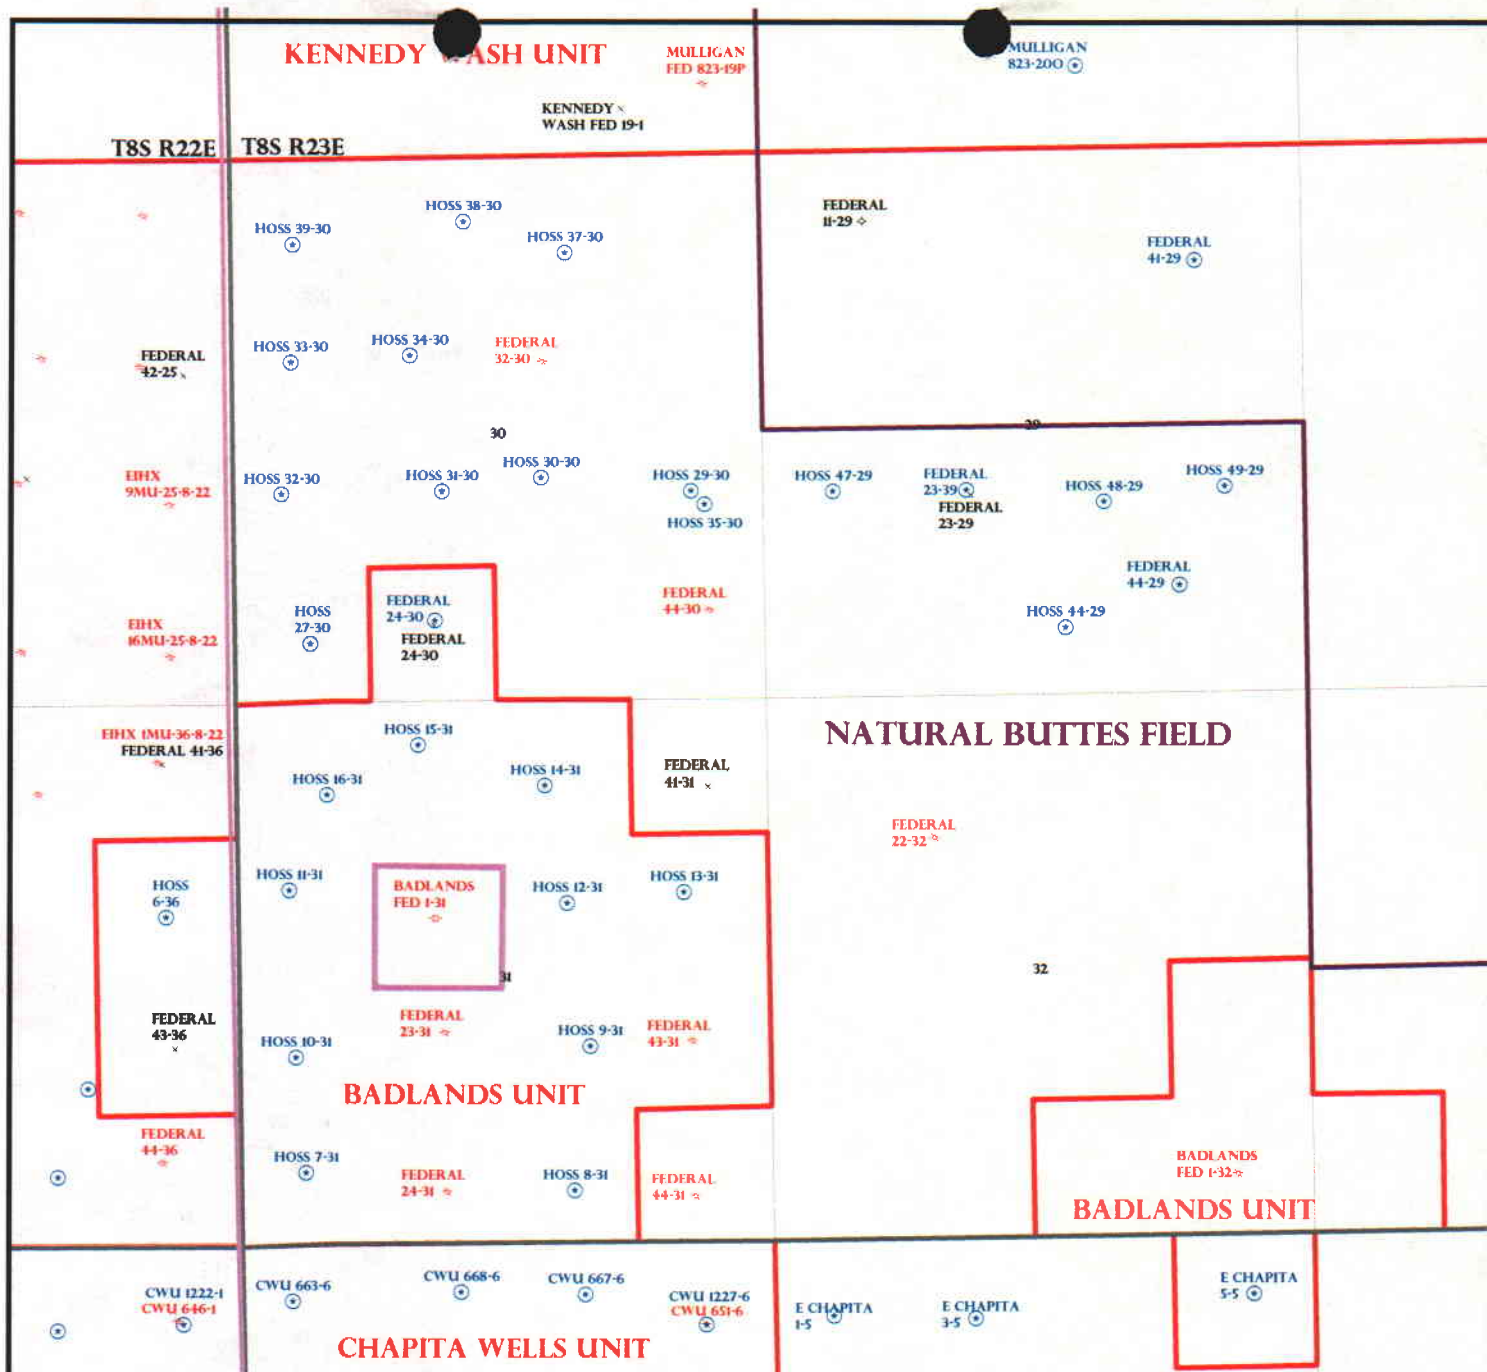 KENNEDY WASH UNIT
MULLIGAN
FED 823-19P
MULLIGAN
823-20O
KENNEDY
WASH FED 19-1
T8S R22E
T8S R23E
HOSS 39-30
HOSS 38-30
HOSS 37-30
FEDERAL
11-29
FEDERAL
41-29
FEDERAL
42-25
HOSS 33-30
HOSS 34-30
FEDERAL
32-30
30
29
EIHX
9MU-25-8-22
HOSS 32-30
HOSS 31-30
HOSS 30-30
HOSS 29-30
HOSS 35-30
HOSS 47-29
FEDERAL
23-39
FEDERAL
23-29
HOSS 48-29
HOSS 49-29
EIHX
16MU-25-8-22
HOSS
27-30
FEDERAL
24-30
FEDERAL
24-30
FEDERAL
44-30
FEDERAL
44-29
HOSS 44-29
EIHX 1MU-36-8-22
FEDERAL 41-36
HOSS 15-31
HOSS 16-31
HOSS 14-31
FEDERAL
41-31
NATURAL BUTTES FIELD
FEDERAL
22-32
HOSS
6-36
HOSS 11-31
BADLANDS
FED 1-31
HOSS 12-31
HOSS 13-31
31
32
FEDERAL
43-36
HOSS 10-31
FEDERAL
23-31
HOSS 9-31
FEDERAL
43-31
BADLANDS UNIT
FEDERAL
44-36
HOSS 7-31
FEDERAL
24-31
HOSS 8-31
FEDERAL
44-31
BADLANDS
FED 1-32
BADLANDS UNIT
CWU 1222-1
CWU 646-1
CWU 663-6
CWU 668-6
CWU 667-6
CWU 1227-6
CWU 651-6
E CHAPITA
1-5
E CHAPITA
3-5
E CHAPITA
5-5
CHAPITA WELLS UNIT